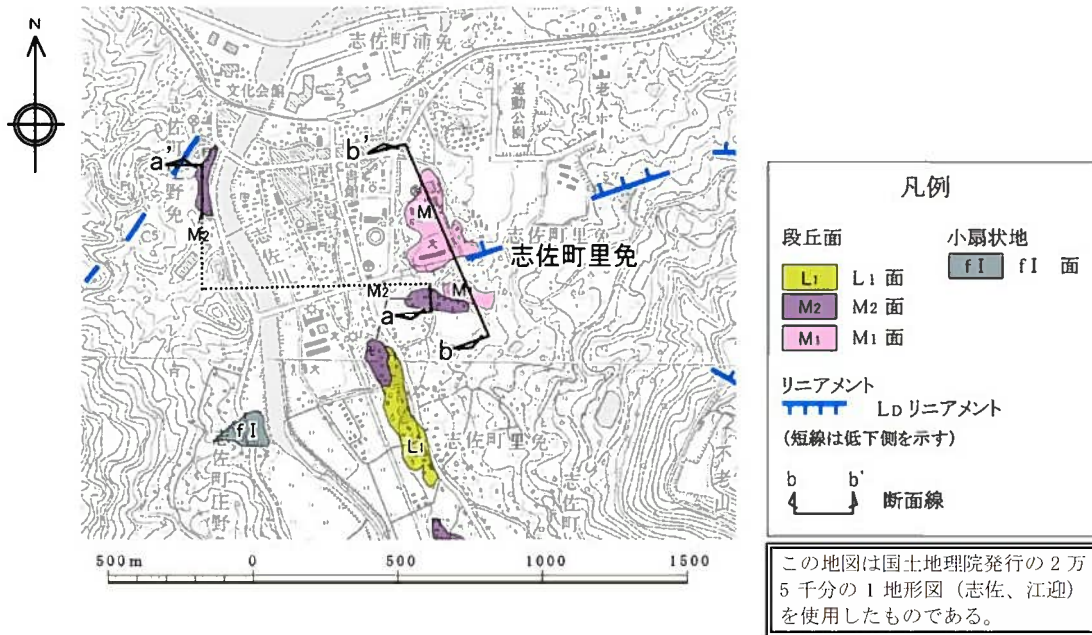 N
志佐町浦免
文化会館
運動公園
老人ホーム
a'
b'
M
M2
志佐町里免
M2
M
a
b
L1
志佐町里免
fI
志佐町庄野
不老山
500m 0 500 1000 1500
凡例
段丘面
小扇状地
L1 L1 面
fI fI 面
M2 M2 面
M1 M1 面
リニアメント
LD リニアメント
(短線は低下側を示す)
b b' 断面線
この地図は国土地理院発行の2万
5千分の1地形図(志佐、江迎)
を使用したものである。